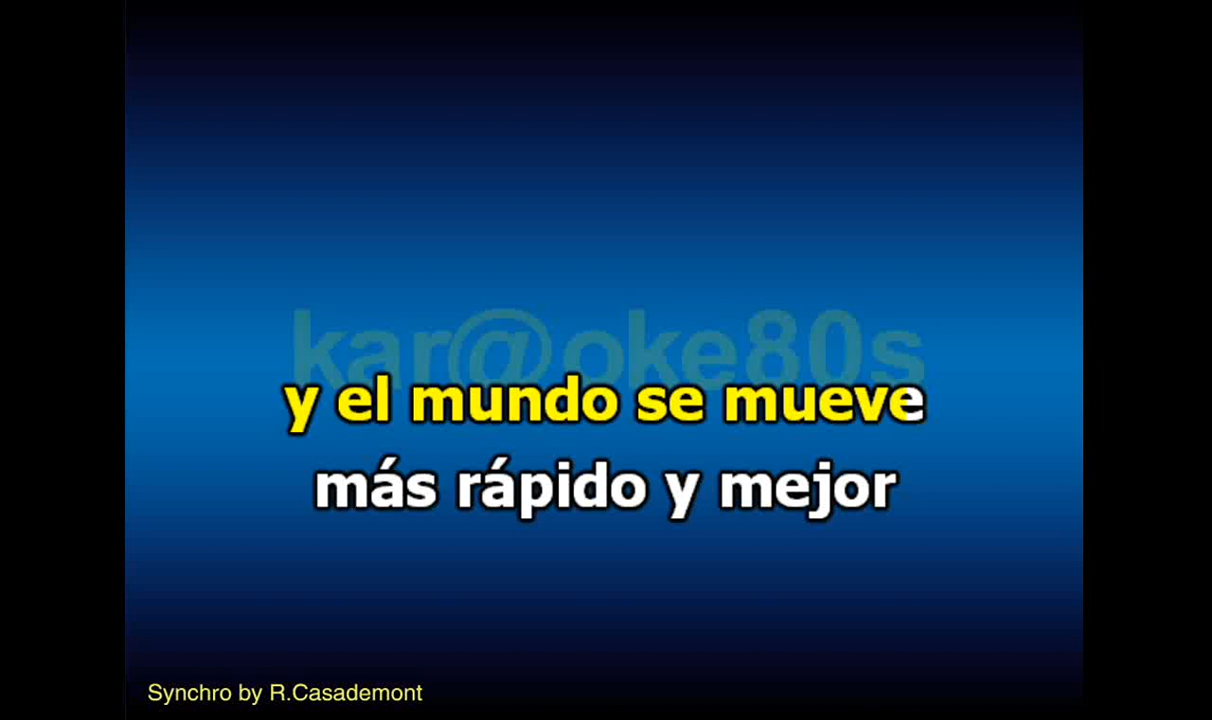 kar@oke80s
y el mundo se mueve
más rápido y mejor
Synchro by R.Casademont